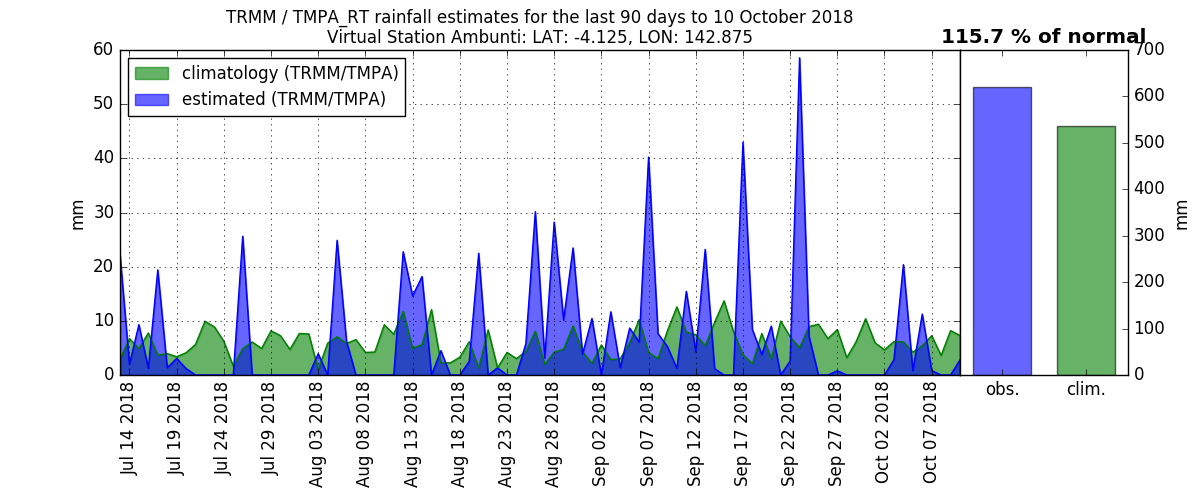 TRMM / TMPA_RT rainfall estimates for the last 90 days to 10 October 2018
Virtual Station Ambunti: LAT: -4.125, LON: 142.875
115.7 % of normal
climatology (TRMM/TMPA)
estimated (TRMM/TMPA)
60
50
40
30
20
10
0
mm
Jul 14 2018
Jul 19 2018
Jul 24 2018
Jul 29 2018
Aug 03 2018
Aug 08 2018
Aug 13 2018
Aug 18 2018
Aug 23 2018
Aug 28 2018
Sep 02 2018
Sep 07 2018
Sep 12 2018
Sep 17 2018
Sep 22 2018
Sep 27 2018
Oct 02 2018
Oct 07 2018
700
600
500
400
300
200
100
0
mm
obs.
clim.